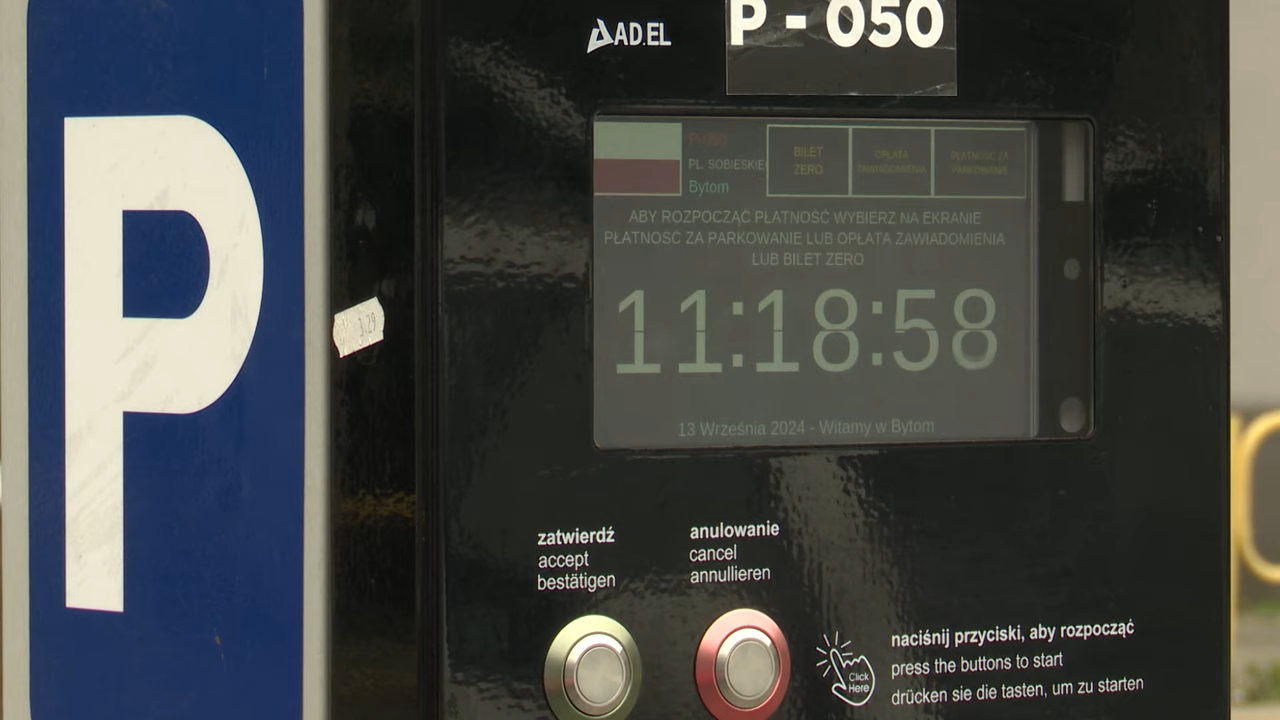 P
AD.EL
P - 050
3.29
P-050
PL. SOBIESKIE
Bytom
BILET
ZERO
OPŁATA
ZAWIADOMIENIA
PŁATNOŚĆ ZA
PARKOWANIE
ABY ROZPOCZĄĆ PŁATNOŚĆ WYBIERZ NA EKRANIE
PŁATNOŚĆ ZA PARKOWANIE LUB OPŁATA ZAWIADOMIENIA
LUB BILET ZERO
11:18:58
13 Września 2024 - Witamy w Bytom
zatwierdź
accept
bestätigen
anulowanie
cancel
annullieren
Click
Here
naciśnij przyciski, aby rozpocząć
press the buttons to start
drücken sie die tasten, um zu starten